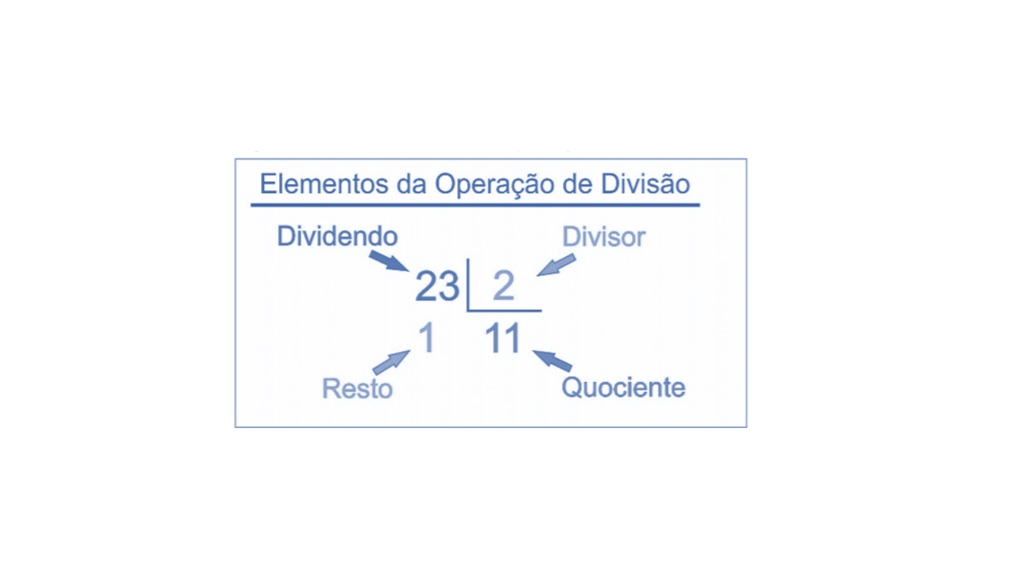 Elementos da Operação de Divisão
Dividendo Divisor
23 2
1 11
Resto Quociente